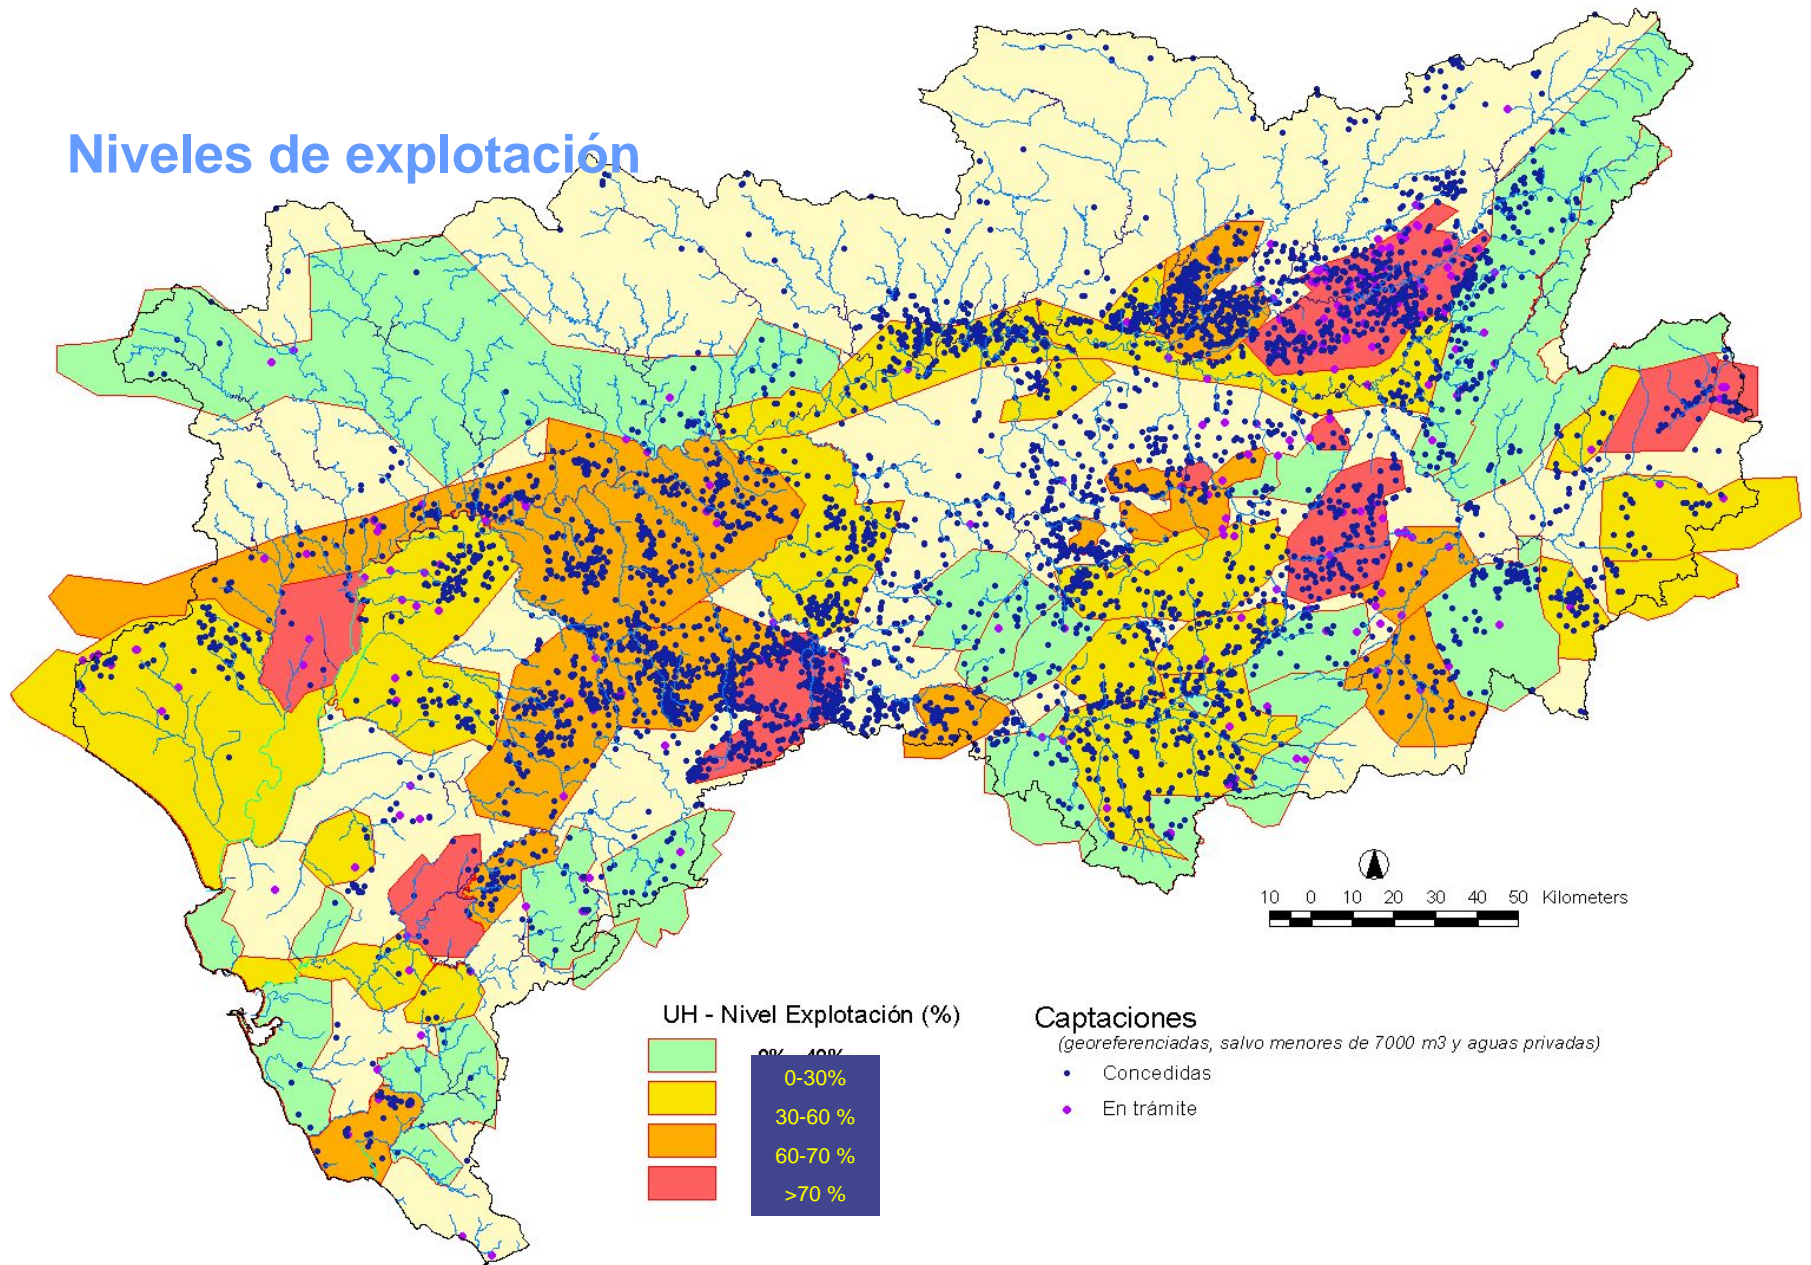 Niveles de explotación
10 0 10 20 30 40 50 Kilometers
UH - Nivel Explotación (%)
0-30%
30-60 %
60-70 %
>70 %
Captaciones
(georeferenciadas, salvo menores de 7000 m3 y aguas privadas)
Concedidas
En trámite